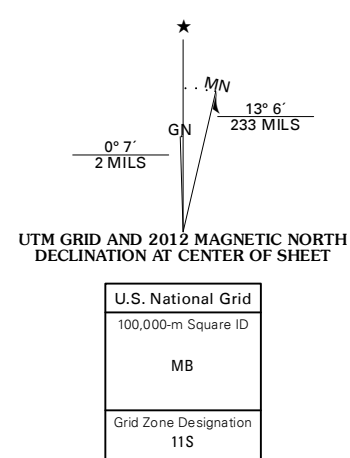 ★
MN
13° 6´
233 MILS
GN
0° 7´
2 MILS
UTM GRID AND 2012 MAGNETIC NORTH
DECLINATION AT CENTER OF SHEET
U.S. National Grid
100,000-m Square ID
MB
Grid Zone Designation
11S